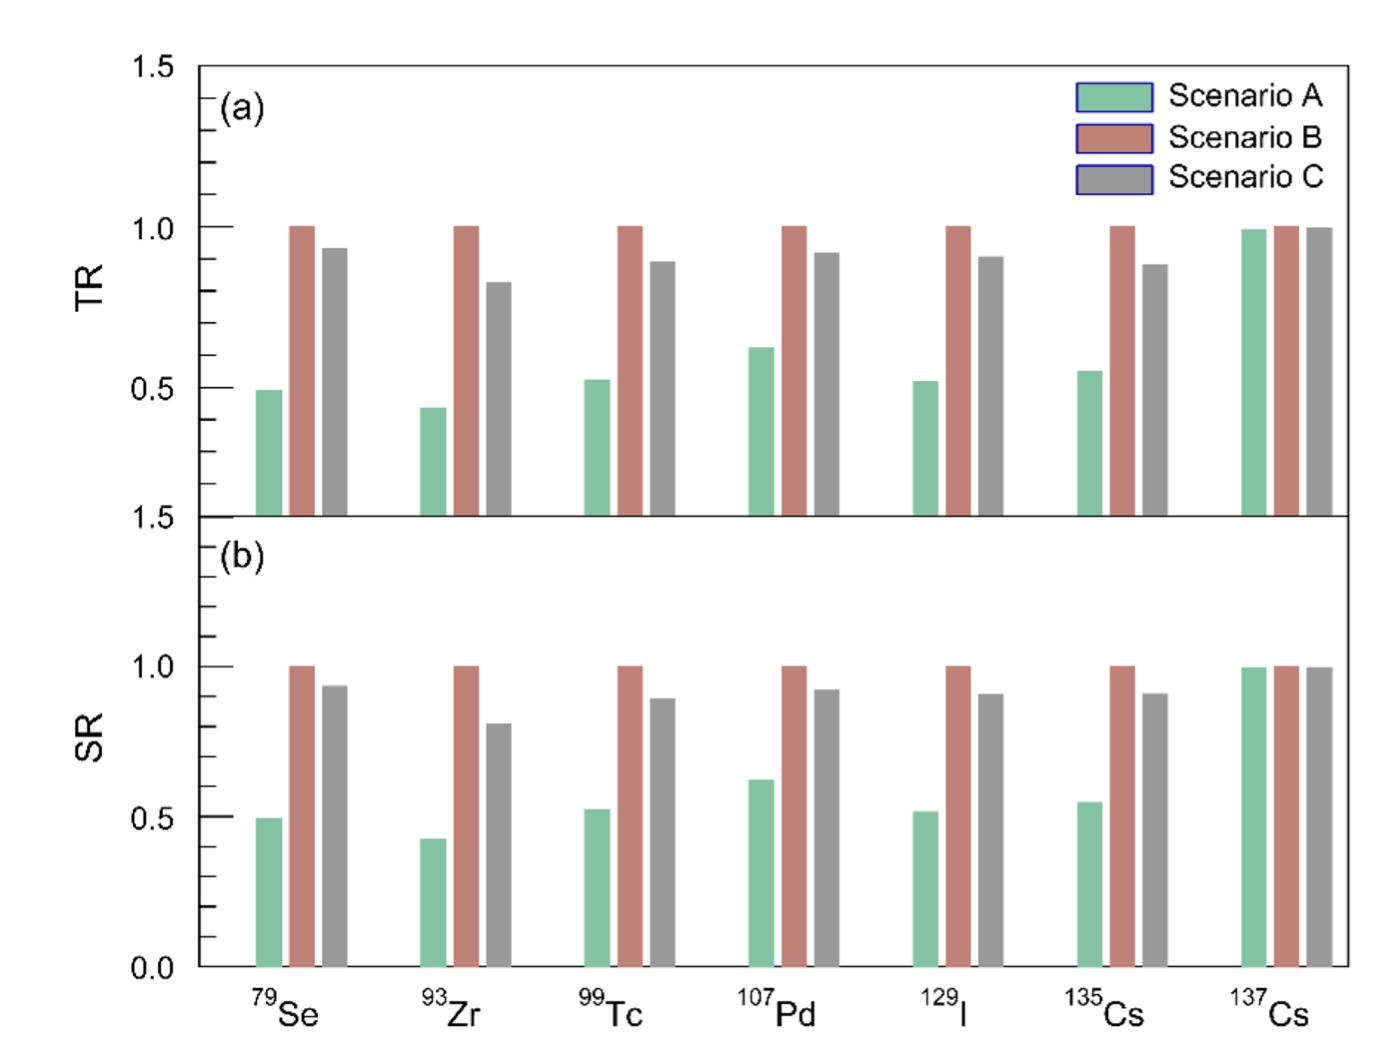 1.5
(a)
Scenario A
Scenario B
Scenario C
1.0
TR
0.5
1.5
(b)
1.0
SR
0.5
0.0
79Se 93Zr 99Tc 107Pd 129I 135Cs 137Cs